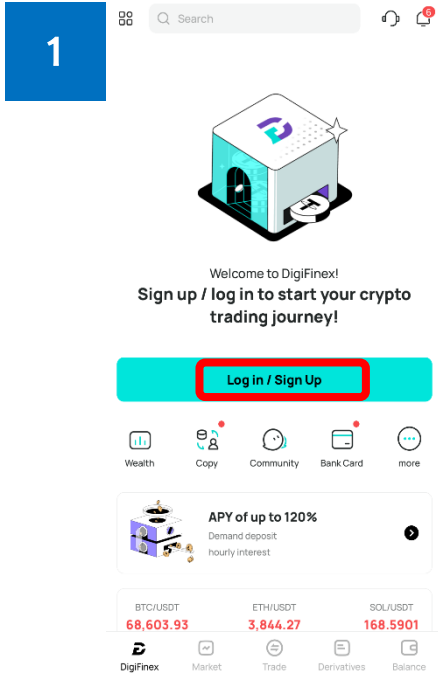 1
Search
6
Welcome to DigiFinex!
Sign up / log in to start your crypto
trading journey!
Log in / Sign Up
Wealth Copy Community Bank Card more
APY of up to 120%
Demand deposit
hourly interest
BTC/USDT ETH/USDT SOL/USDT
68,603.93 3,844.27 168.5901
DigiFinex Market Trade Derivatives Balance